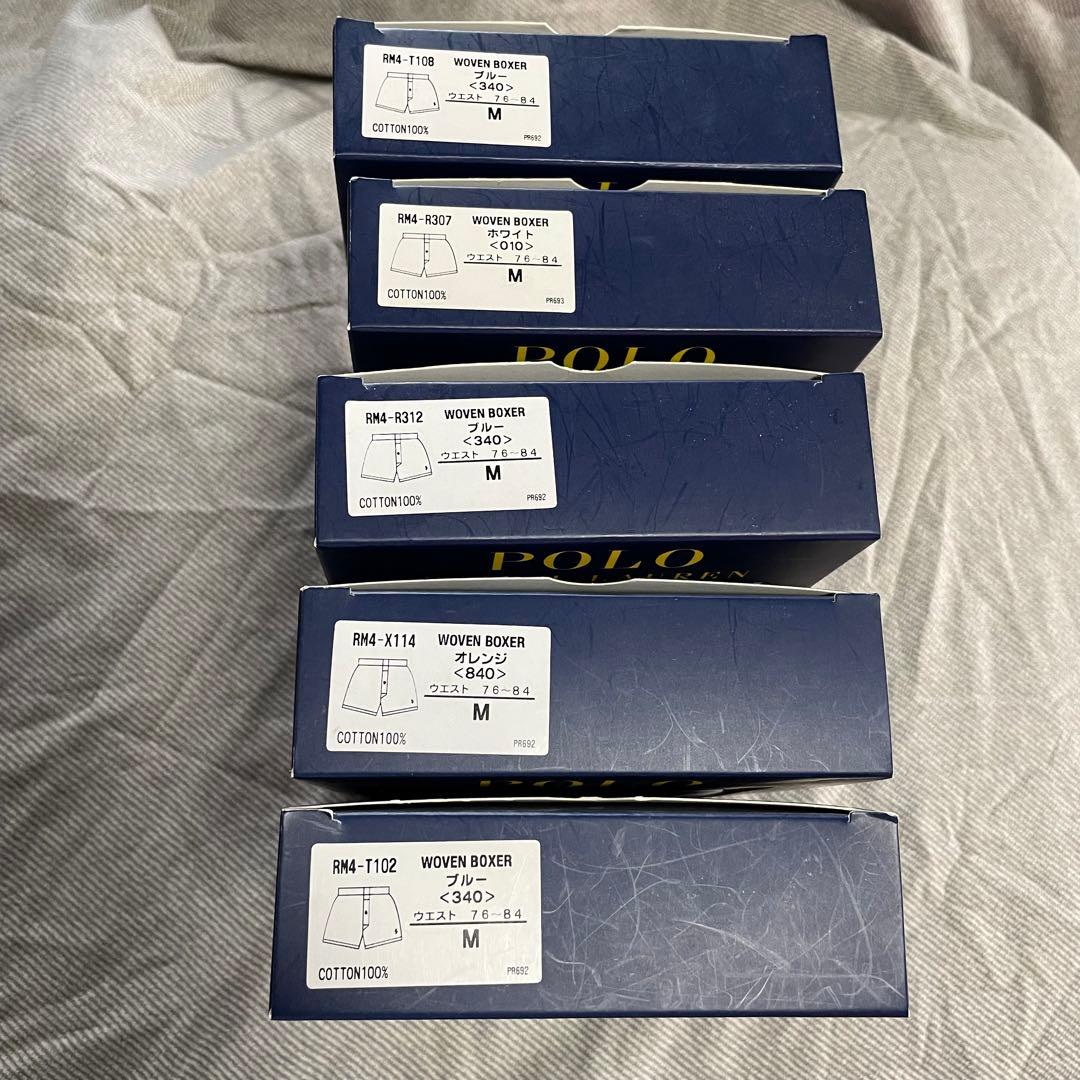 RM4-T108
WOVEN BOXER
ブルー
<340>
ウエスト 76~84
M
COTTON100%
PR692
RM4-R307
WOVEN BOXER
ホワイト
<010>
ウエスト 76~84
M
COTTON100%
PR693
POLO
RM4-R312
WOVEN BOXER
ブルー
<340>
ウエスト 76~84
M
COTTON100%
PR692
POLO
LAUREN
RM4-X114
WOVEN BOXER
オレンジ
<840>
ウエスト 76~84
M
COTTON100%
PR692
POLO
RM4-T102
WOVEN BOXER
ブルー
<340>
ウエスト 76~84
M
COTTON100%
PR692